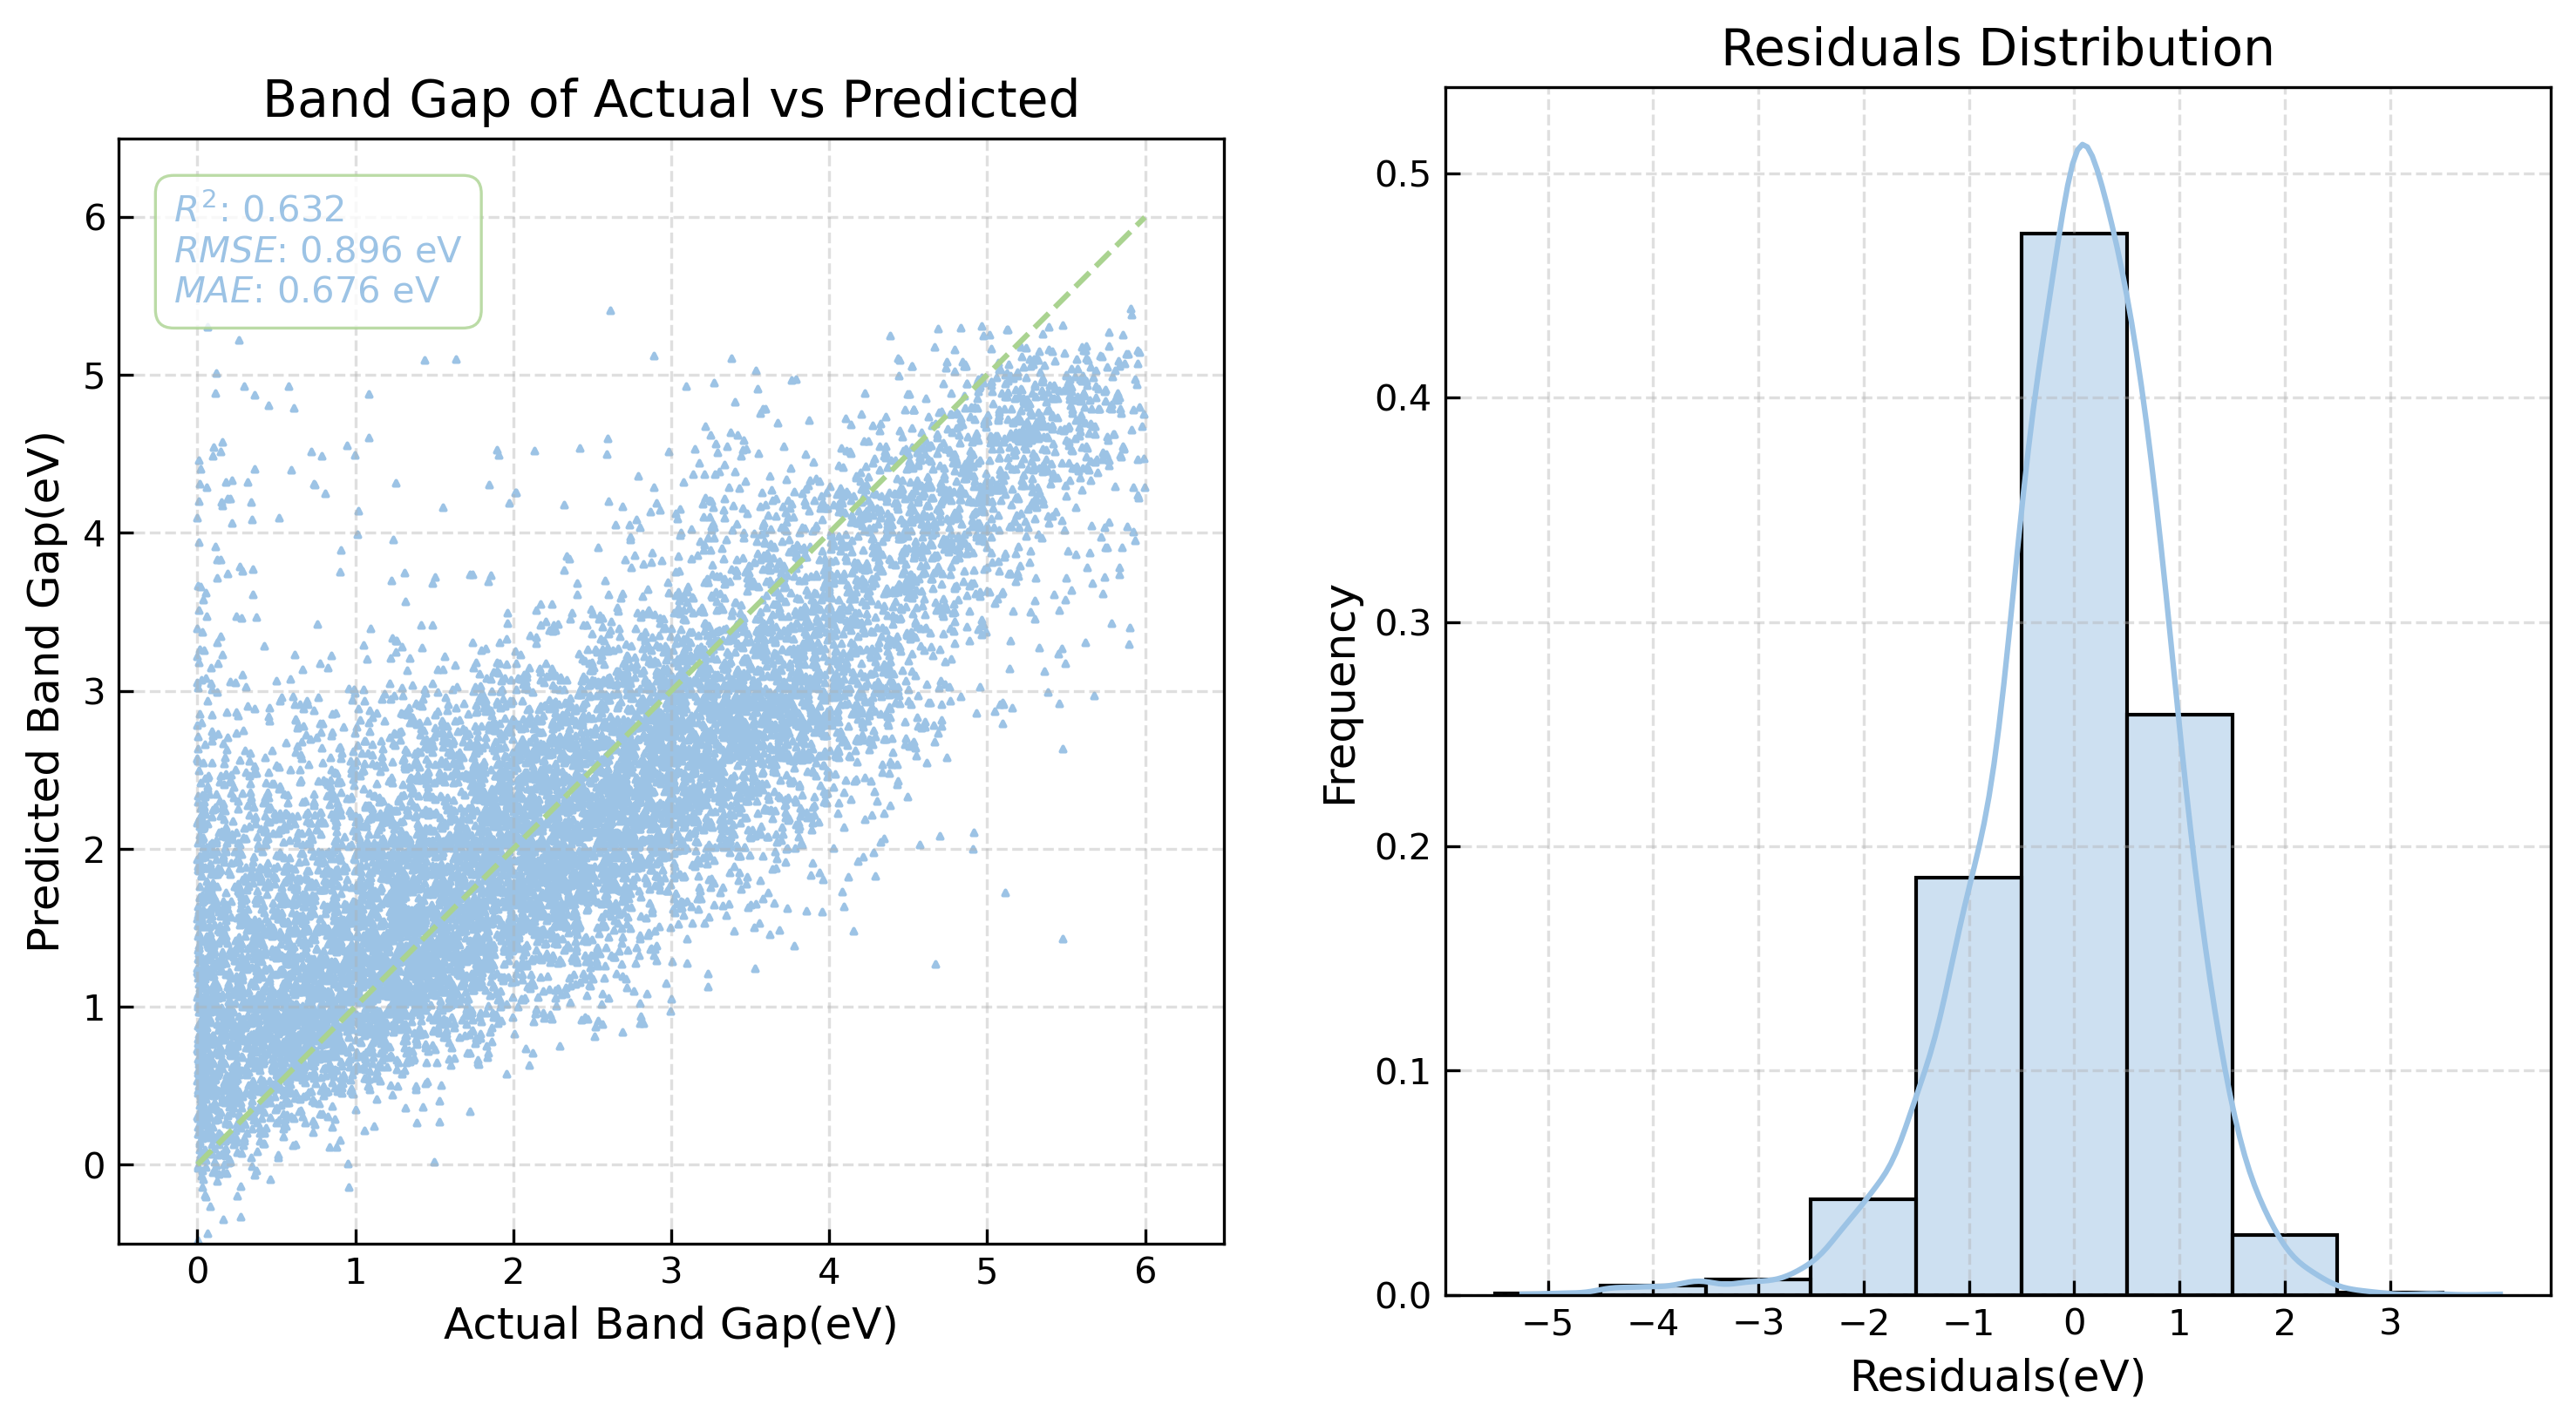 Band Gap of Actual vs Predicted
R²: 0.632
RMSE: 0.896 eV
MAE: 0.676 eV
6
5
4
3
2
1
0
Predicted Band Gap(eV)
0 1 2 3 4 5 6
Actual Band Gap(eV)
Residuals Distribution
0.5
0.4
0.3
0.2
0.1
0.0
Frequency
−5 −4 −3 −2 −1 0 1 2 3
Residuals(eV)